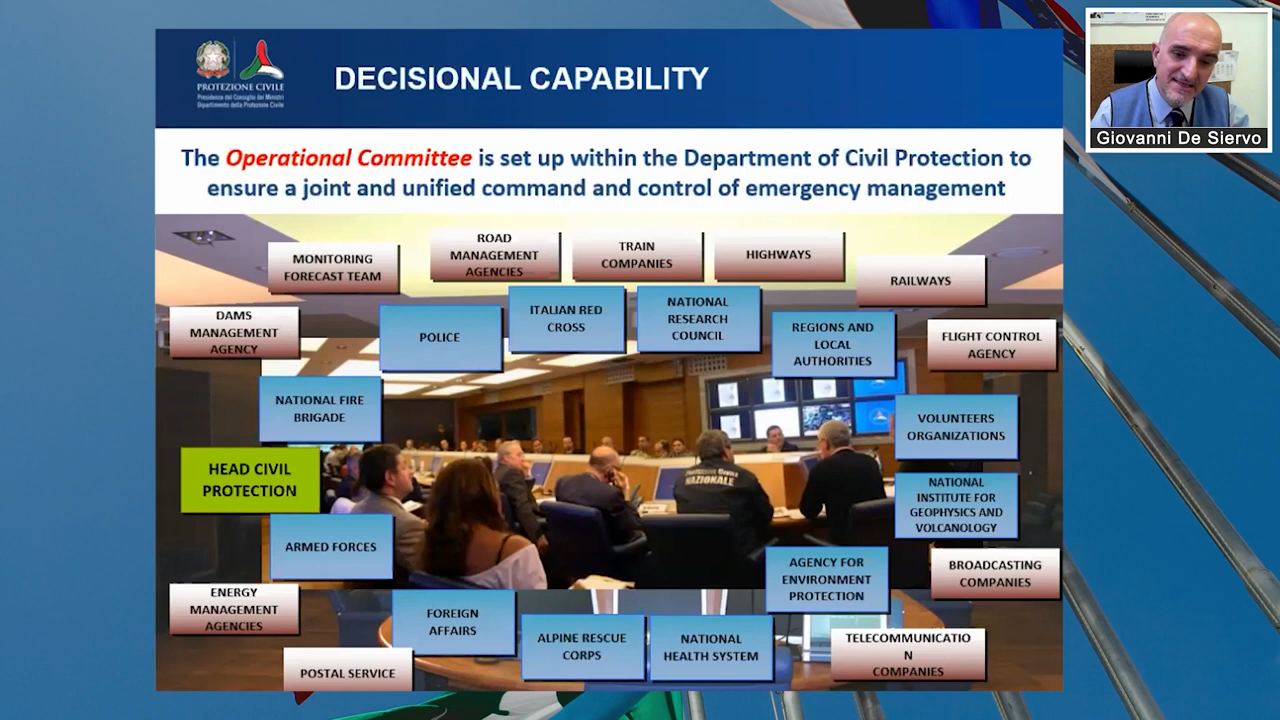 PROTEZIONE CIVILE
Presidenza del Consiglio dei Ministri
Dipartimento della Protezione Civile
DECISIONAL CAPABILITY
Giovanni De Siervo
The Operational Committee is set up within the Department of Civil Protection to
ensure a joint and unified command and control of emergency management
MONITORING
FORECAST TEAM
ROAD
MANAGEMENT
AGENCIES
TRAIN
COMPANIES
HIGHWAYS
RAILWAYS
DAMS
MANAGEMENT
AGENCY
POLICE
ITALIAN RED
CROSS
NATIONAL
RESEARCH
COUNCIL
REGIONS AND
LOCAL
AUTHORITIES
FLIGHT CONTROL
AGENCY
NATIONAL FIRE
BRIGADE
VOLUNTEERS
ORGANIZATIONS
HEAD CIVIL
PROTECTION
PROTEZIONE CIVILE
NAZIONALE
NATIONAL
INSTITUTE FOR
GEOPHYSICS AND
VOLCANOLOGY
ARMED FORCES
AGENCY FOR
ENVIRONMENT
PROTECTION
BROADCASTING
COMPANIES
ENERGY
MANAGEMENT
AGENCIES
FOREIGN
AFFAIRS
ALPINE RESCUE
CORPS
NATIONAL
HEALTH SYSTEM
TELECOMMUNICATIO
N
COMPANIES
POSTAL SERVICE